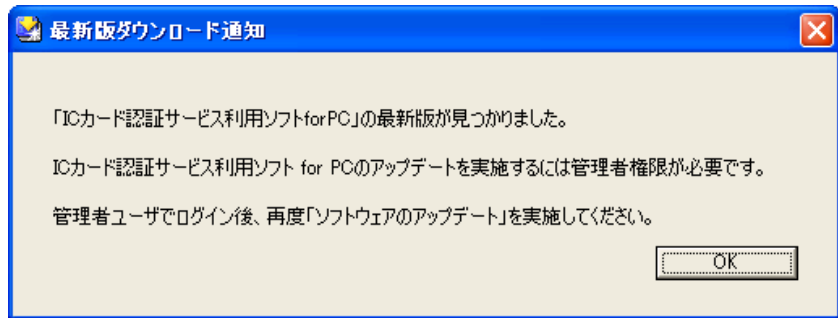 最新版ダウンロード通知
「ICカード認証サービス利用ソフトforPC」の最新版が見つかりました。
ICカード認証サービス利用ソフト for PCのアップデートを実施するには管理者権限が必要です。
管理者ユーザでログイン後、再度「ソフトウェアのアップデート」を実施してください。
OK